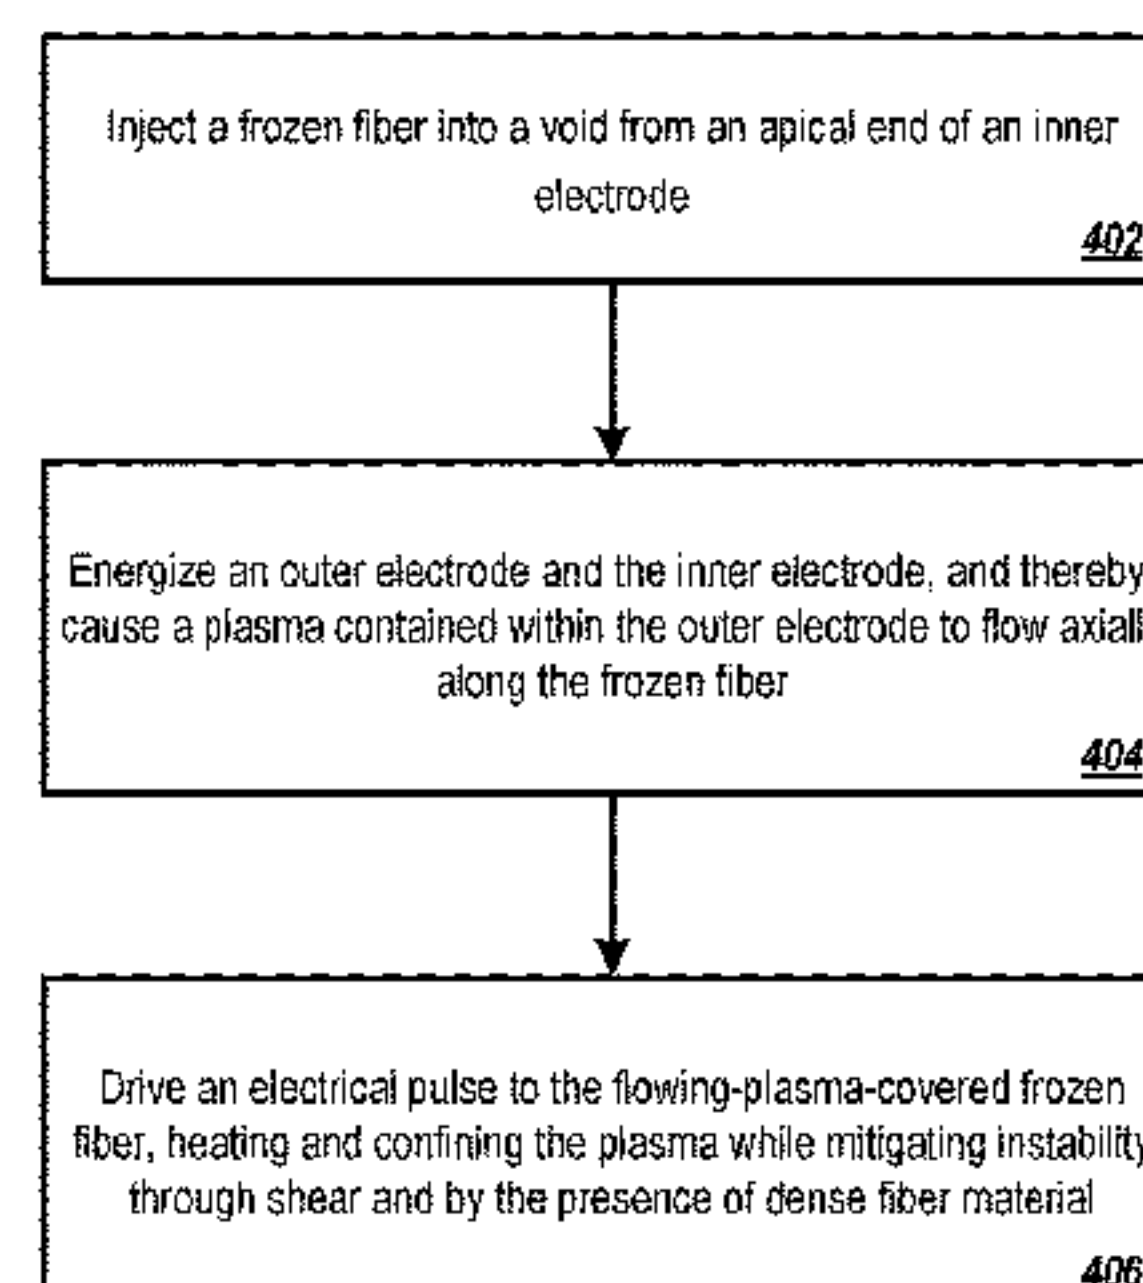 Inject a frozen fiber into a void from an apical end of an inner
electrode
402
Energize an outer electrode and the inner electrode, and thereby
cause a plasma contained within the outer electrode to flow axiall
along the frozen fiber
404
Drive an electrical pulse to the flowing-plasma-covered frozen
fiber, heating and confining the plasma while mitigating instability
through shear and by the presence of dense fiber material
406